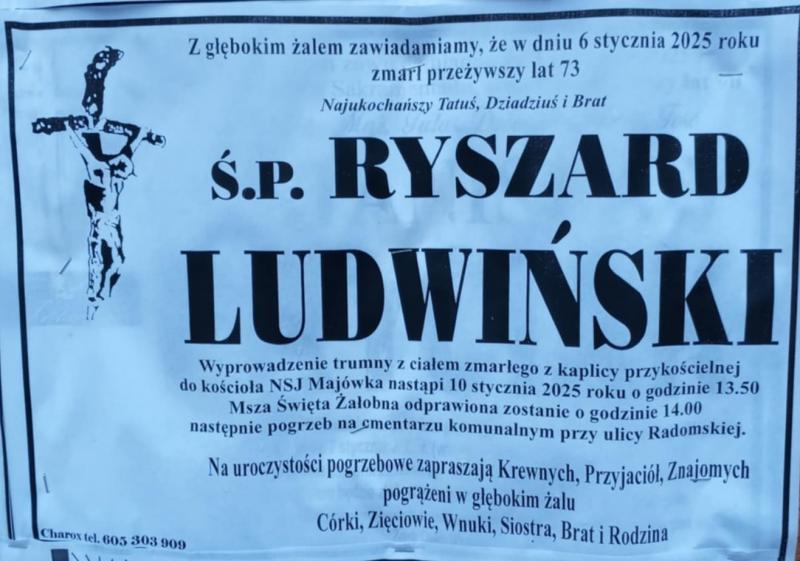 Z głębokim żalem zawiadamiamy, że w dniu 6 stycznia 2025 roku
zmarł przeżywszy lat 73
Najukochańszy Tatuś, Dziadziuś i Brat
Ś.P. RYSZARD
LUDWIŃSKI
Wyprowadzenie trumny z ciałem zmarłego z kaplicy przykościelnej
do kościoła NSJ Majówka nastąpi 10 stycznia 2025 roku o godzinie 13.50
Msza Święta Żałobna odprawiona zostanie o godzinie 14.00
następnie pogrzeb na cmentarzu komunalnym przy ulicy Radomskiej.
Na uroczystości pogrzebowe zapraszają Krewnych, Przyjaciół, Znajomych
pogrążeni w głębokim żalu
Córki, Zięciowie, Wnuki, Siostra, Brat i Rodzina
Charox tel. 605 303 909